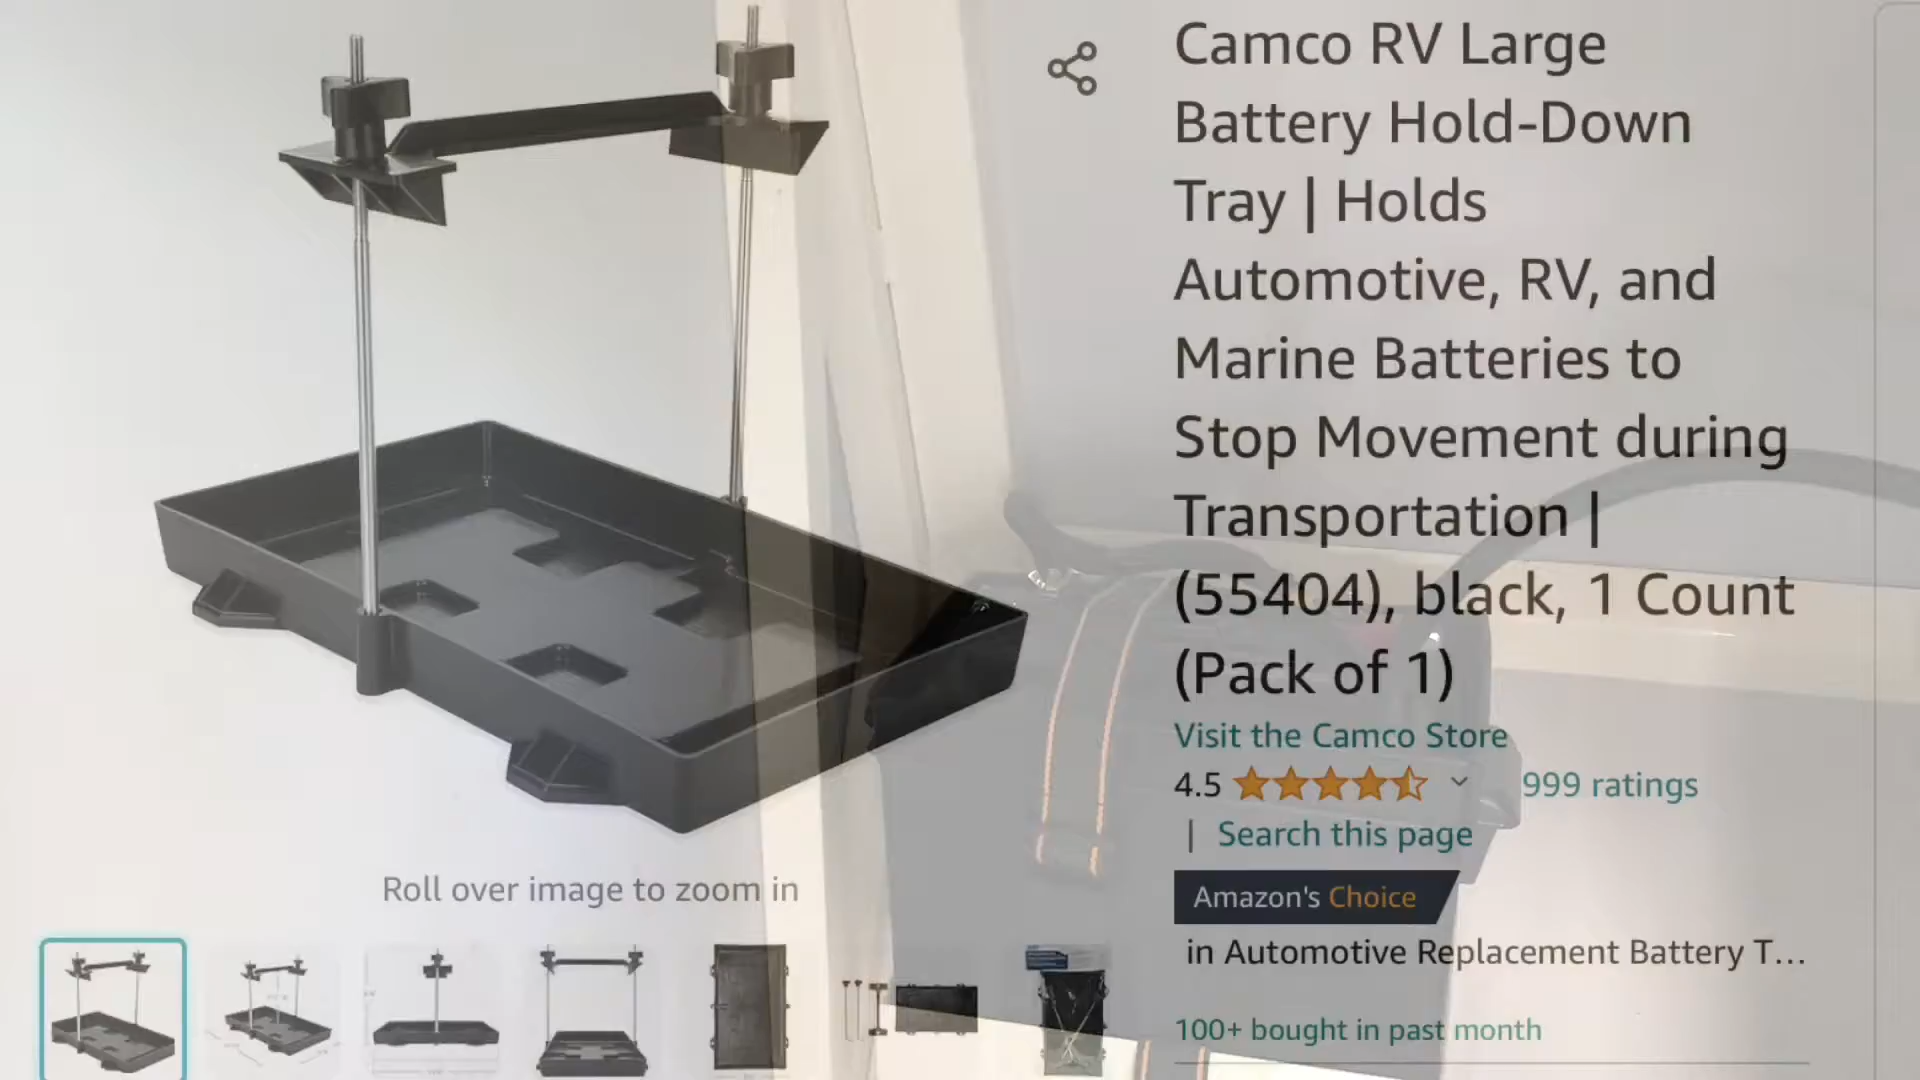 Camco RV Large
Battery Hold-Down
Tray | Holds
Automotive, RV, and
Marine Batteries to
Stop Movement during
Transportation |
(55404), black, 1 Count
(Pack of 1)
Visit the Camco Store
4.5 999 ratings
| Search this page
Amazon's Choice
in Automotive Replacement Battery T...
100+ bought in past month
Roll over image to zoom in